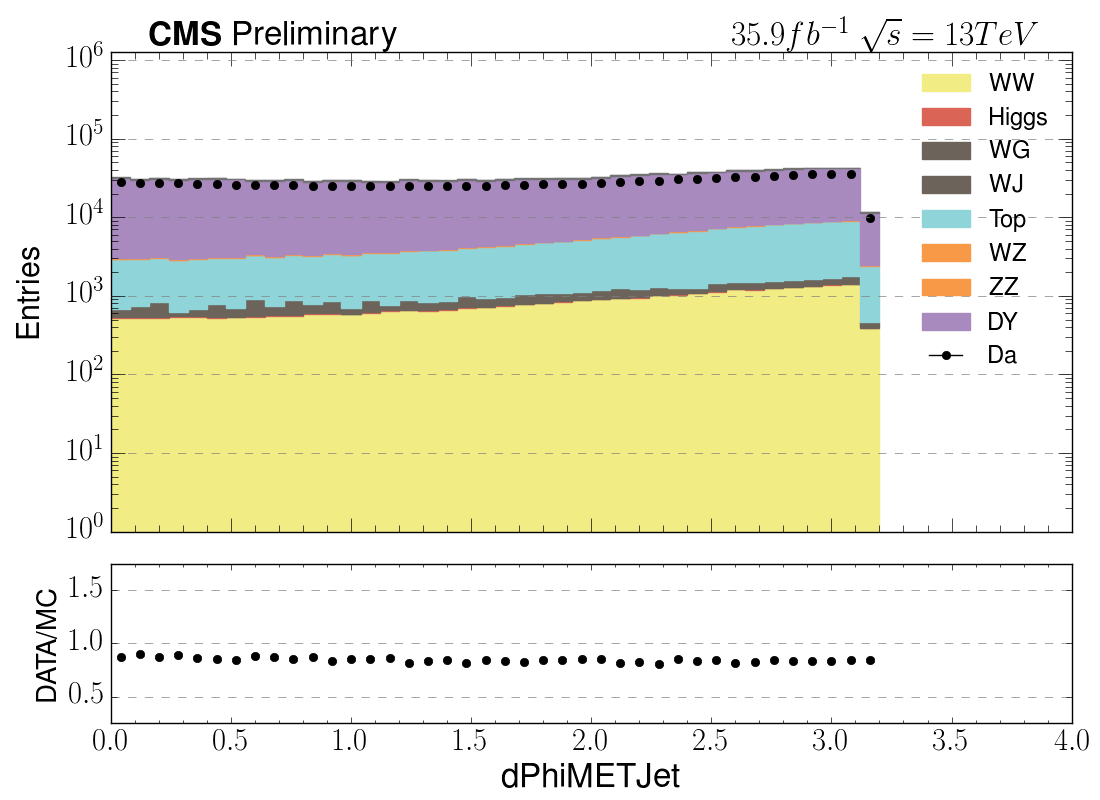 CMS Preliminary 35.9fb⁻¹ √s = 13TeV
10⁶
10⁵
10⁴
10³
10²
10¹
10⁰
Entries
WW
Higgs
WG
WJ
Top
WZ
ZZ
DY
Da
1.5
1.0
0.5
DATA/MC
0.0 0.5 1.0 1.5 2.0 2.5 3.0 3.5 4.0
dPhiMETJet